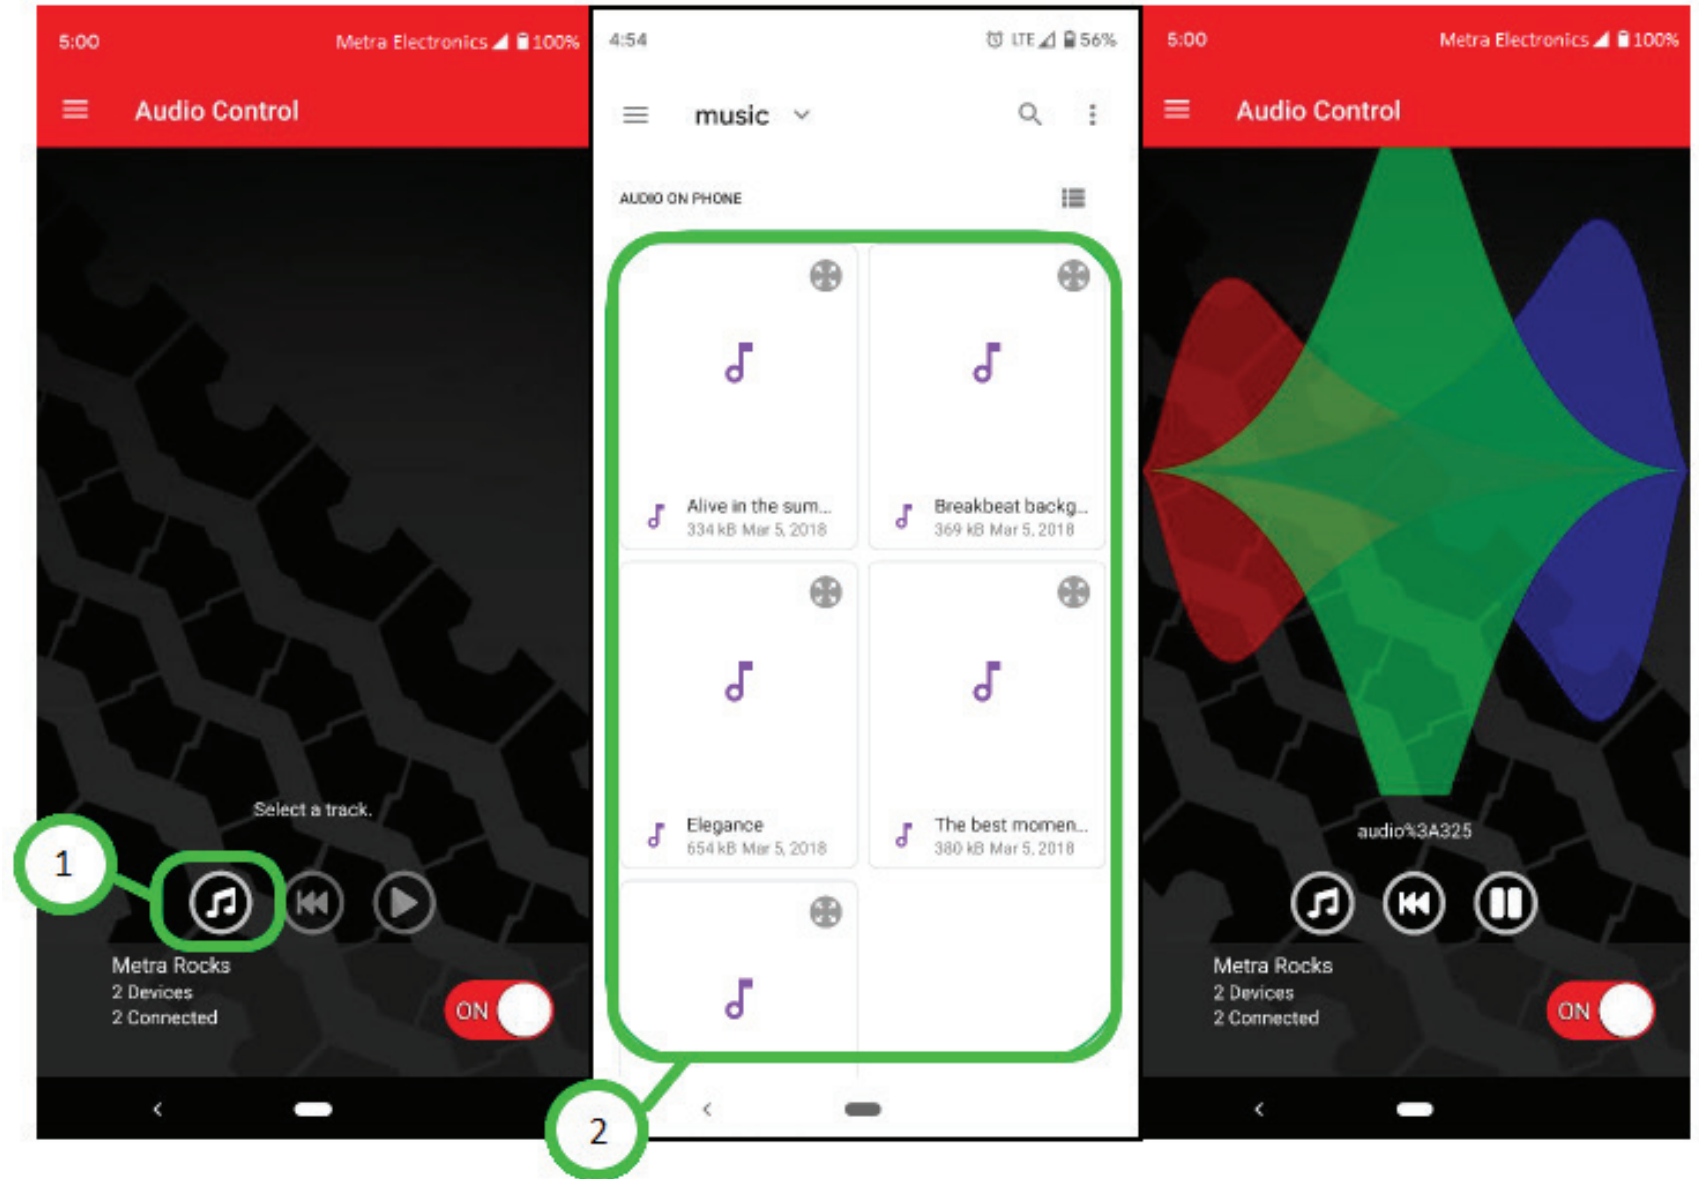 5:00
Metra Electronics 100%
Audio Control
Select a track.
1
Metra Rocks
2 Devices
2 Connected
ON
4:54
LTE 56%
music
AUDIO ON PHONE
Alive in the sum...
334 kB Mar 5, 2018
Breakbeat backg...
369 kB Mar 5, 2018
Elegance
654 kB Mar 5, 2018
The best momen...
380 kB Mar 5, 2018
2
5:00
Metra Electronics 100%
Audio Control
audio%3A325
Metra Rocks
2 Devices
2 Connected
ON